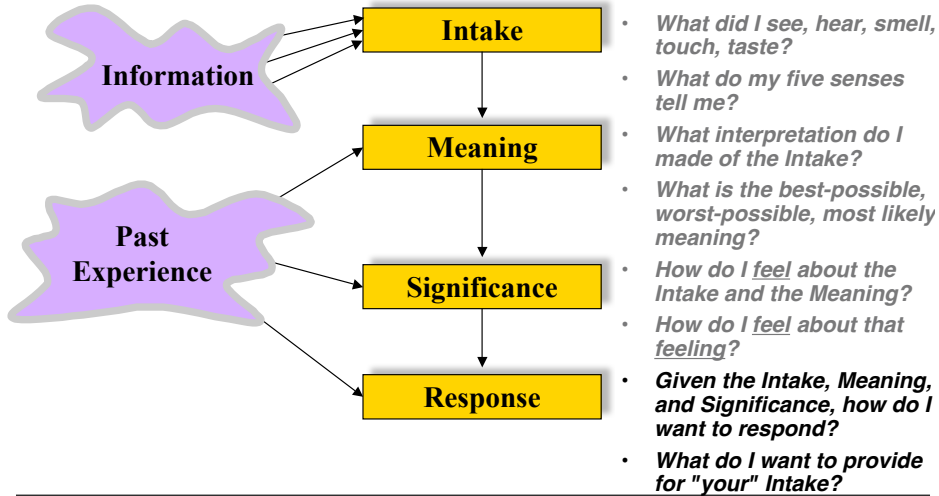 Information
Past
Experience
Intake
Meaning
Significance
Response
• What did I see, hear, smell,
touch, taste?
• What do my five senses
tell me?
• What interpretation do I
made of the Intake?
• What is the best-possible,
worst-possible, most likely
meaning?
• How do I feel about the
Intake and the Meaning?
• How do I feel about that
feeling?
• Given the Intake, Meaning,
and Significance, how do I
want to respond?
• What do I want to provide
for "your" Intake?